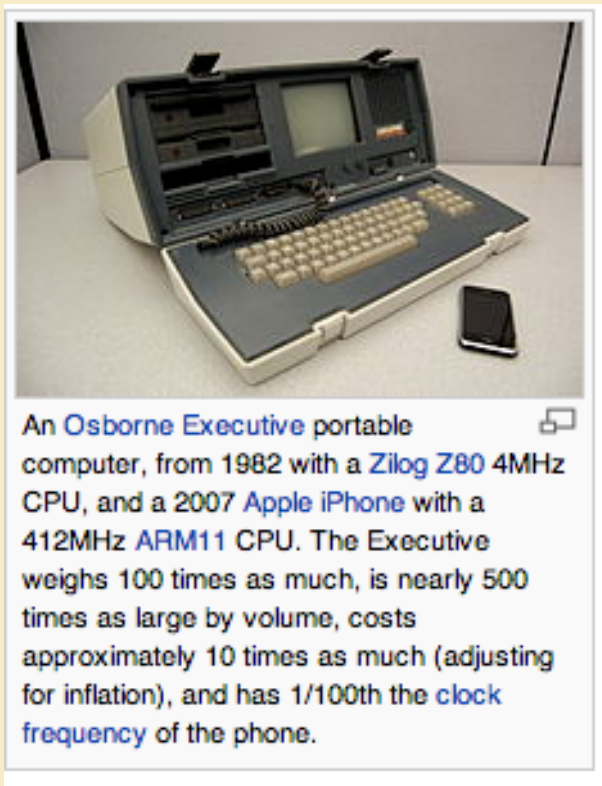 An Osborne Executive portable
computer, from 1982 with a Zilog Z80 4MHz
CPU, and a 2007 Apple iPhone with a
412MHz ARM11 CPU. The Executive
weighs 100 times as much, is nearly 500
times as large by volume, costs
approximately 10 times as much (adjusting
for inflation), and has 1/100th the clock
frequency of the phone.